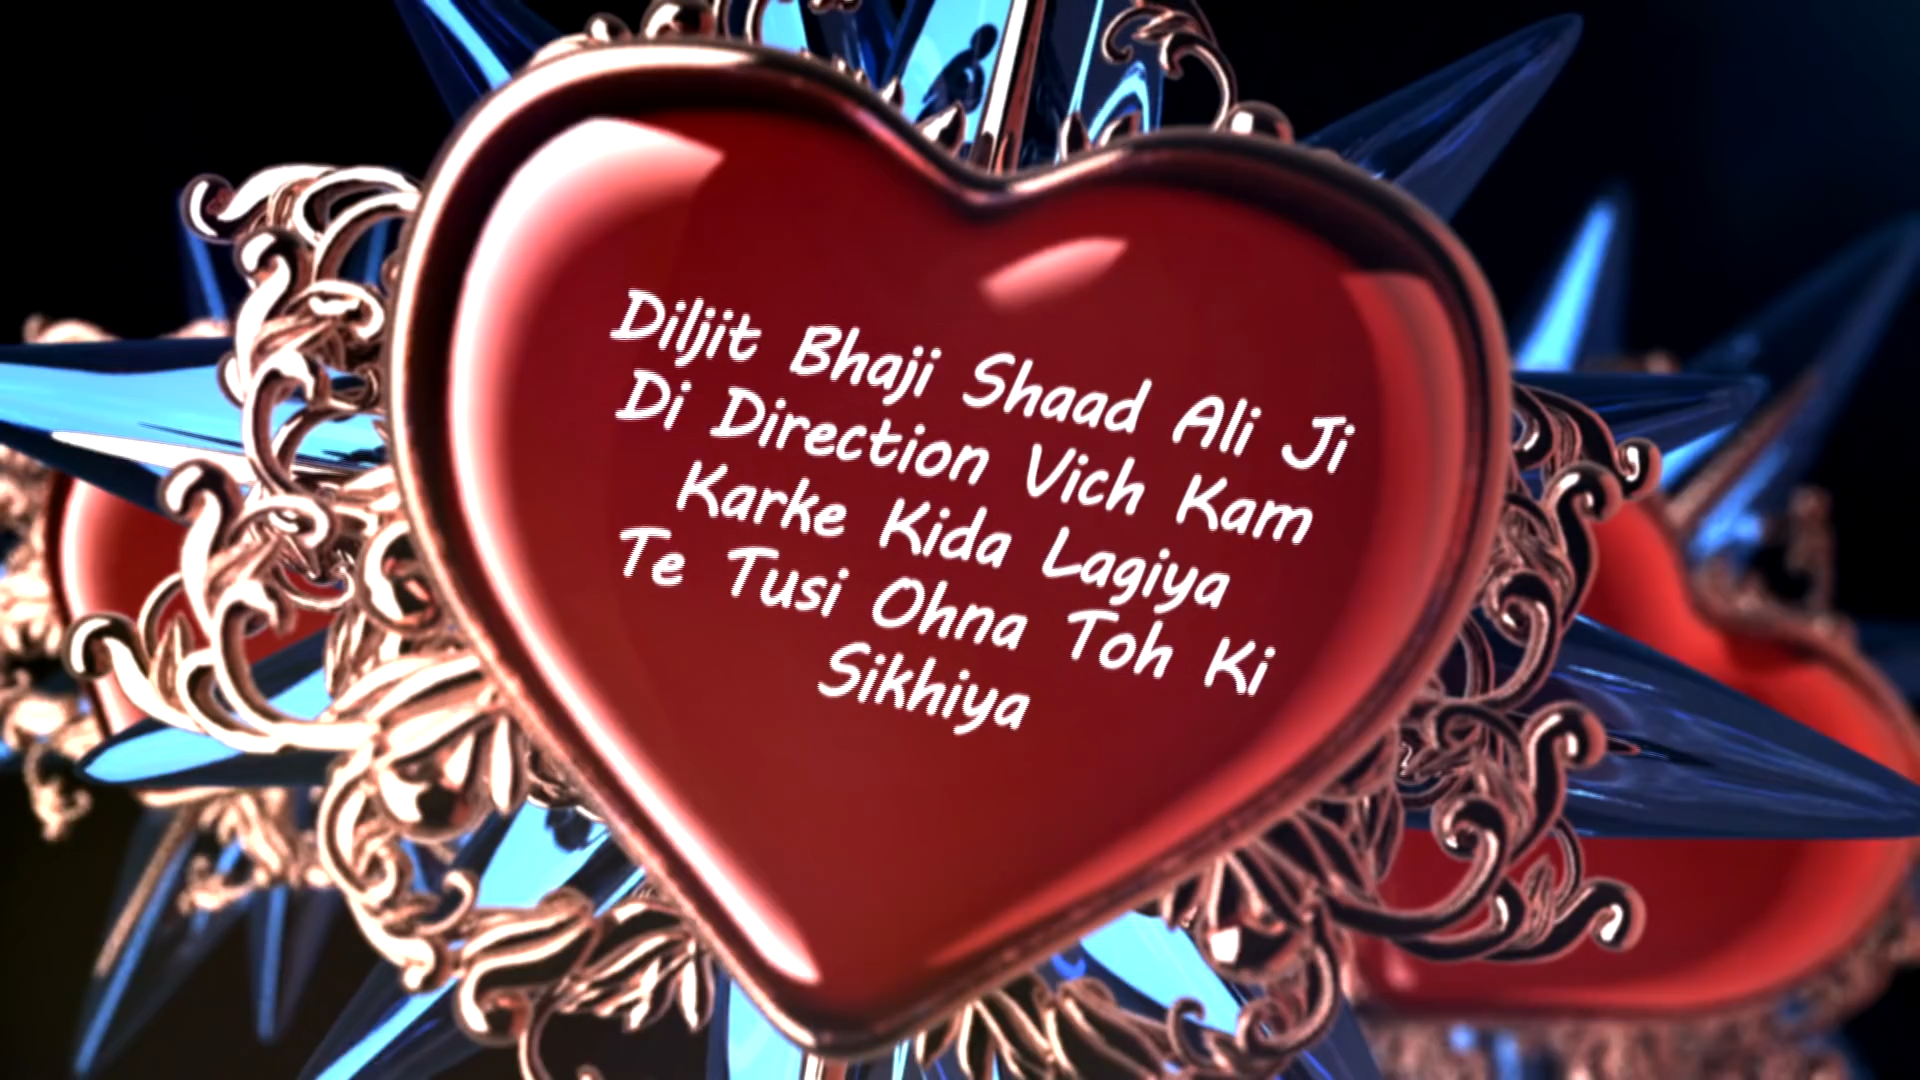 Diljit Bhaji Shaad Ali Ji
Di Direction Vich Kam
Karke Kida Lagiya
Te Tusi Ohna Toh Ki
Sikhiya